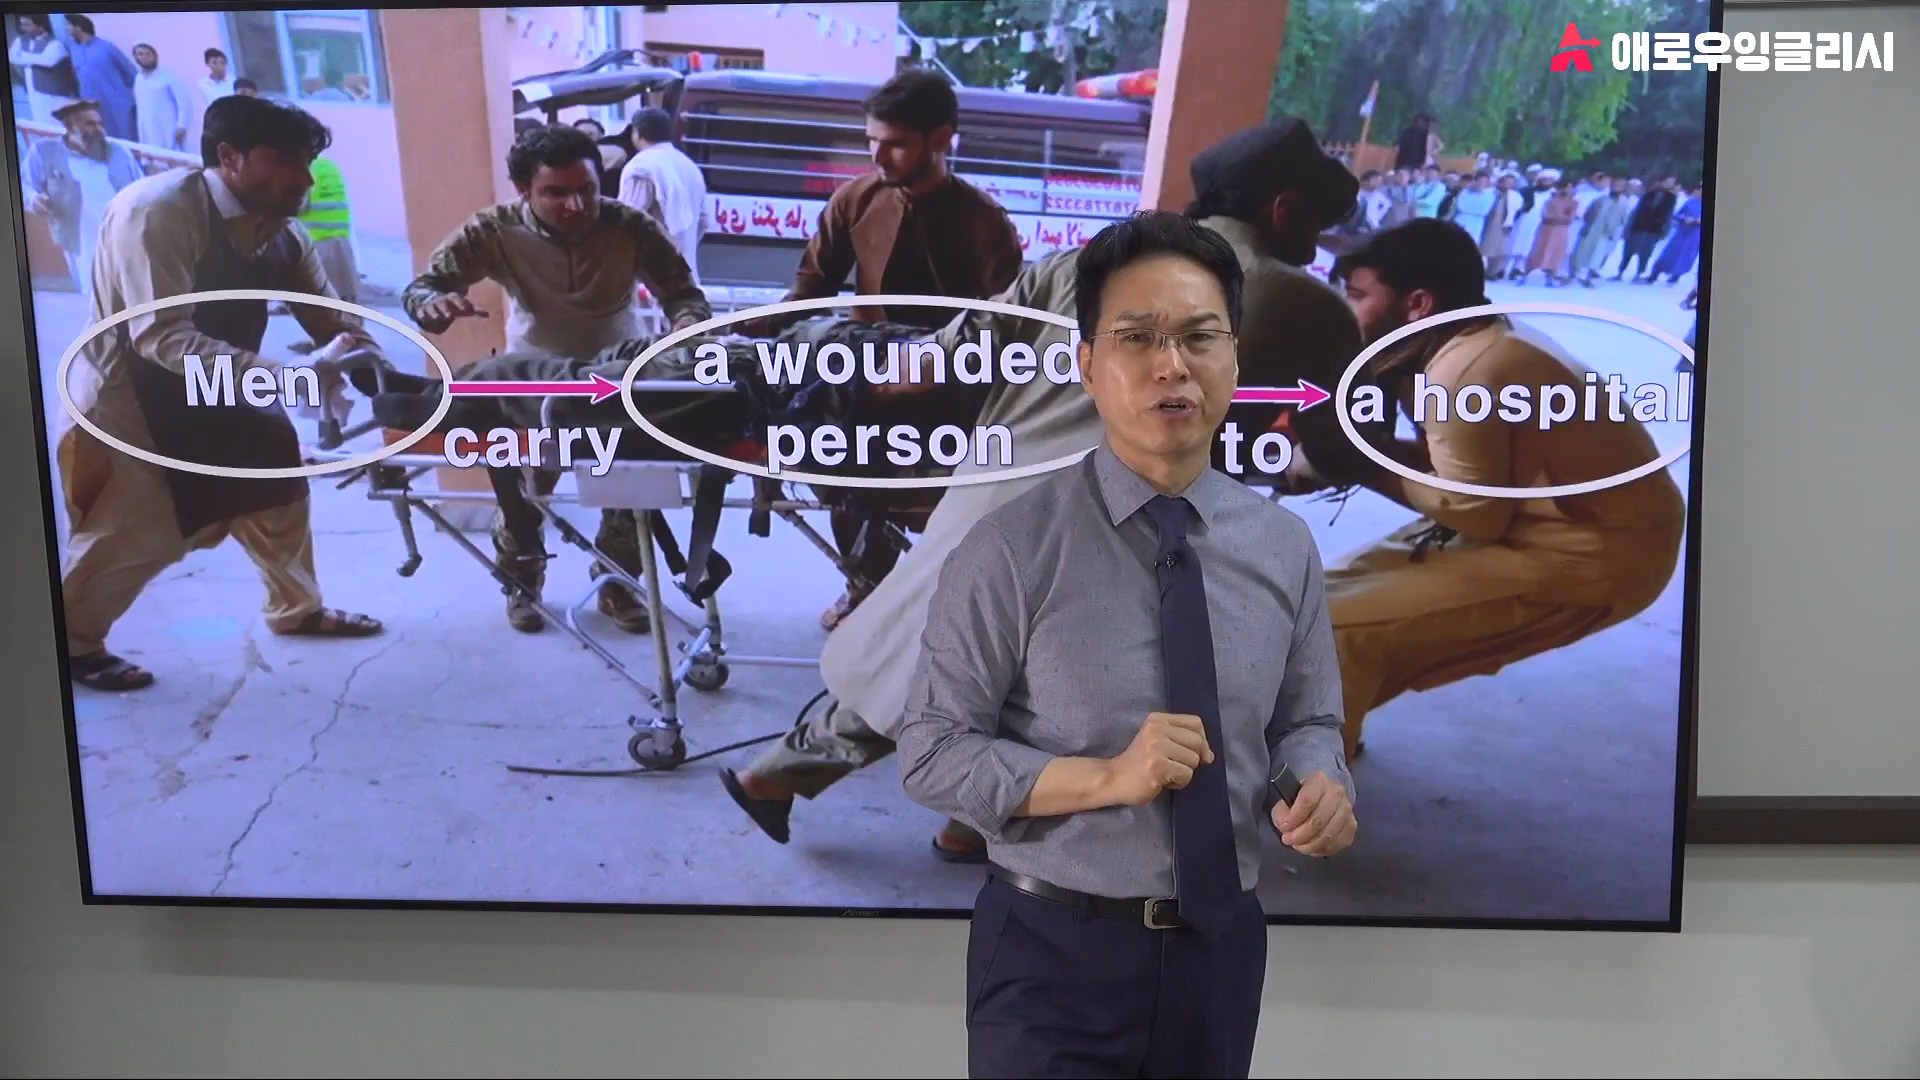 애로우잉글리시
Men
carry
a wounded
person
to
a hospital